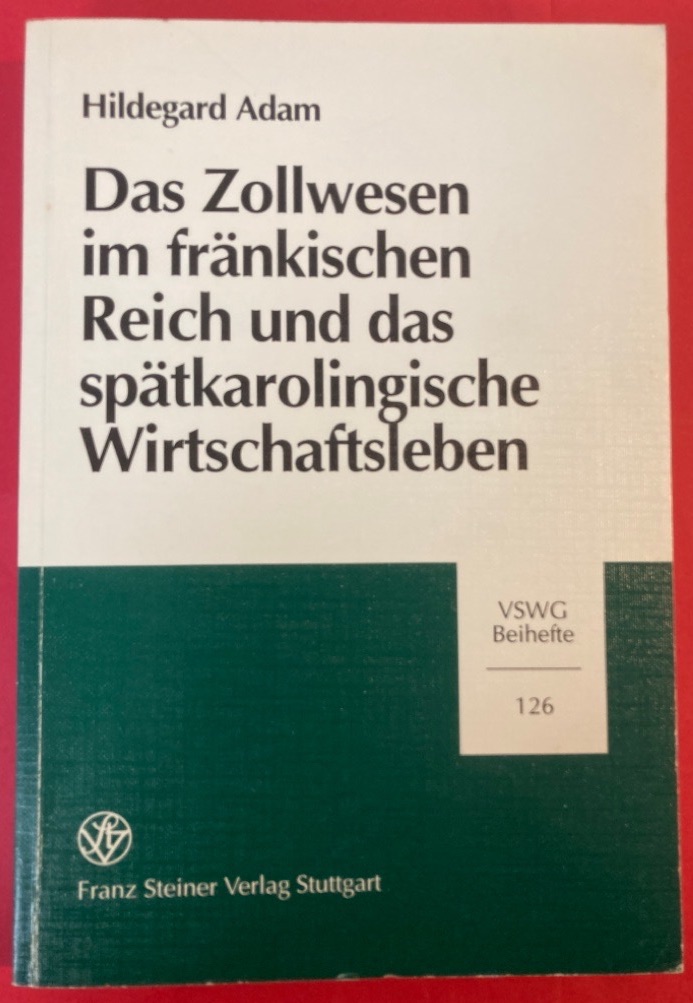 Hildegard Adam
Das Zollwesen
im fränkischen
Reich und das
spätkarolingische
Wirtschaftsleben
VSWG
Beihefte
126
Franz Steiner Verlag Stuttgart